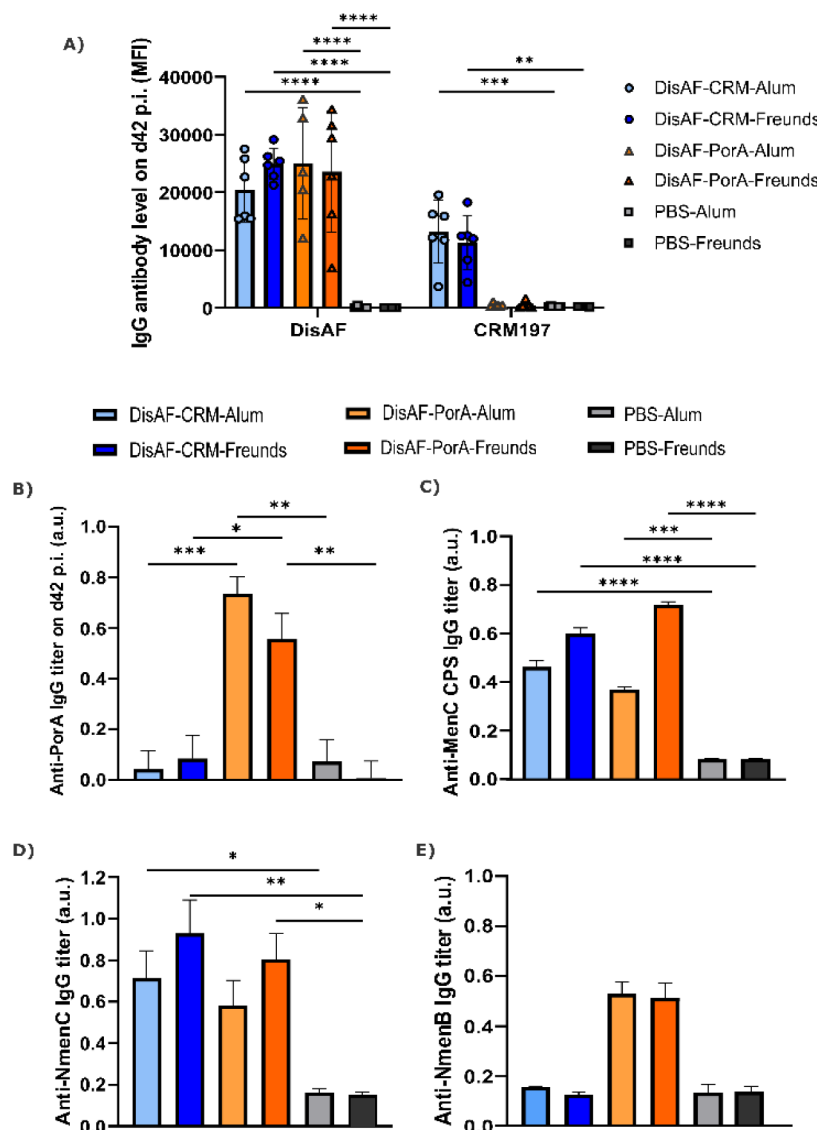 A)
****
****
****
****
***
**
IgG antibody level on d42 p.i. (MFI)
40000
30000
20000
10000
0
DisAF
CRM197
DisAF-CRM-Alum
DisAF-CRM-Freunds
DisAF-PorA-Alum
DisAF-PorA-Freunds
PBS-Alum
PBS-Freunds
DisAF-CRM-Alum
DisAF-PorA-Alum
PBS-Alum
DisAF-CRM-Freunds
DisAF-PorA-Freunds
PBS-Freunds
B)
Anti-PorA IgG titer on d42 p.i. (a.u.)
1.0
0.8
0.6
0.4
0.2
0.0
**
*
***
**
C)
Anti-MenC CPS IgG titer (a.u.)
1.0
0.8
0.6
0.4
0.2
0.0
****
***
****
****
D)
Anti-NmenC IgG titer (a.u.)
1.2
1.0
0.8
0.6
0.4
0.2
0.0
*
**
*
E)
Anti-NmenB IgG titer (a.u.)
1.0
0.8
0.6
0.4
0.2
0.0